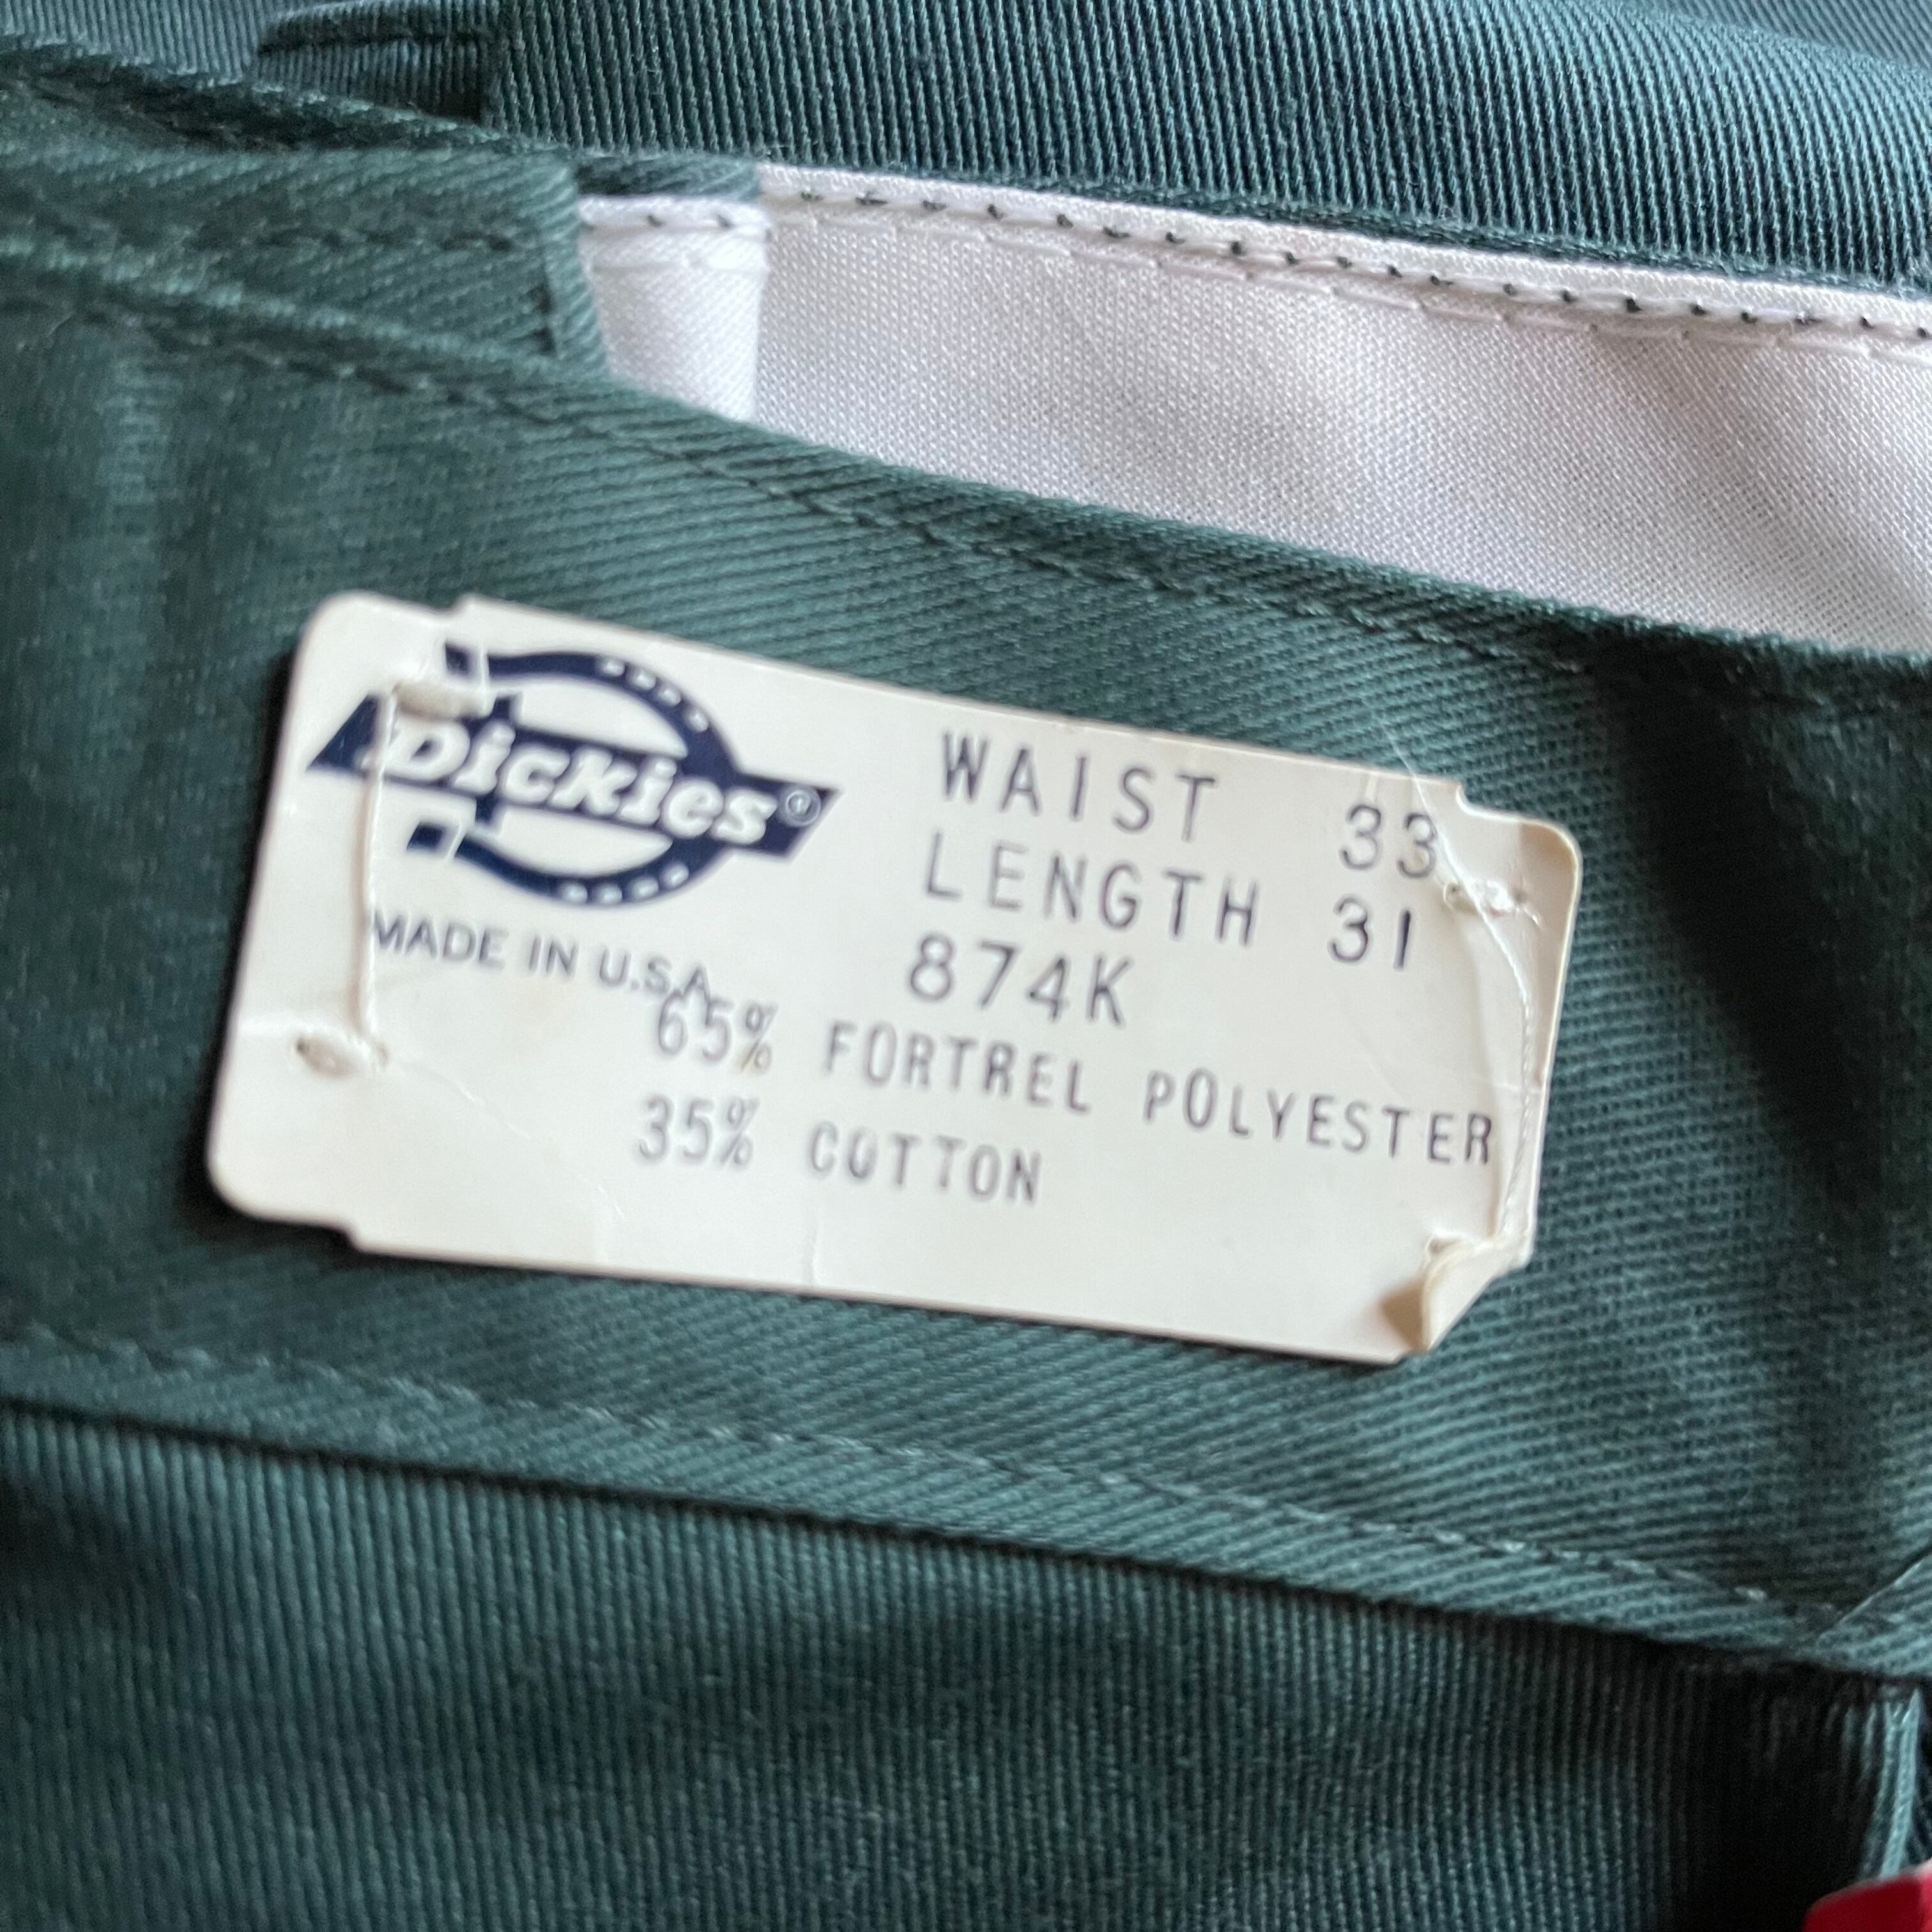 Dickies®
MADE IN U.S.A.
WAIST 33
LENGTH 31
874K
65% FORTREL POLYESTER
35% COTTON